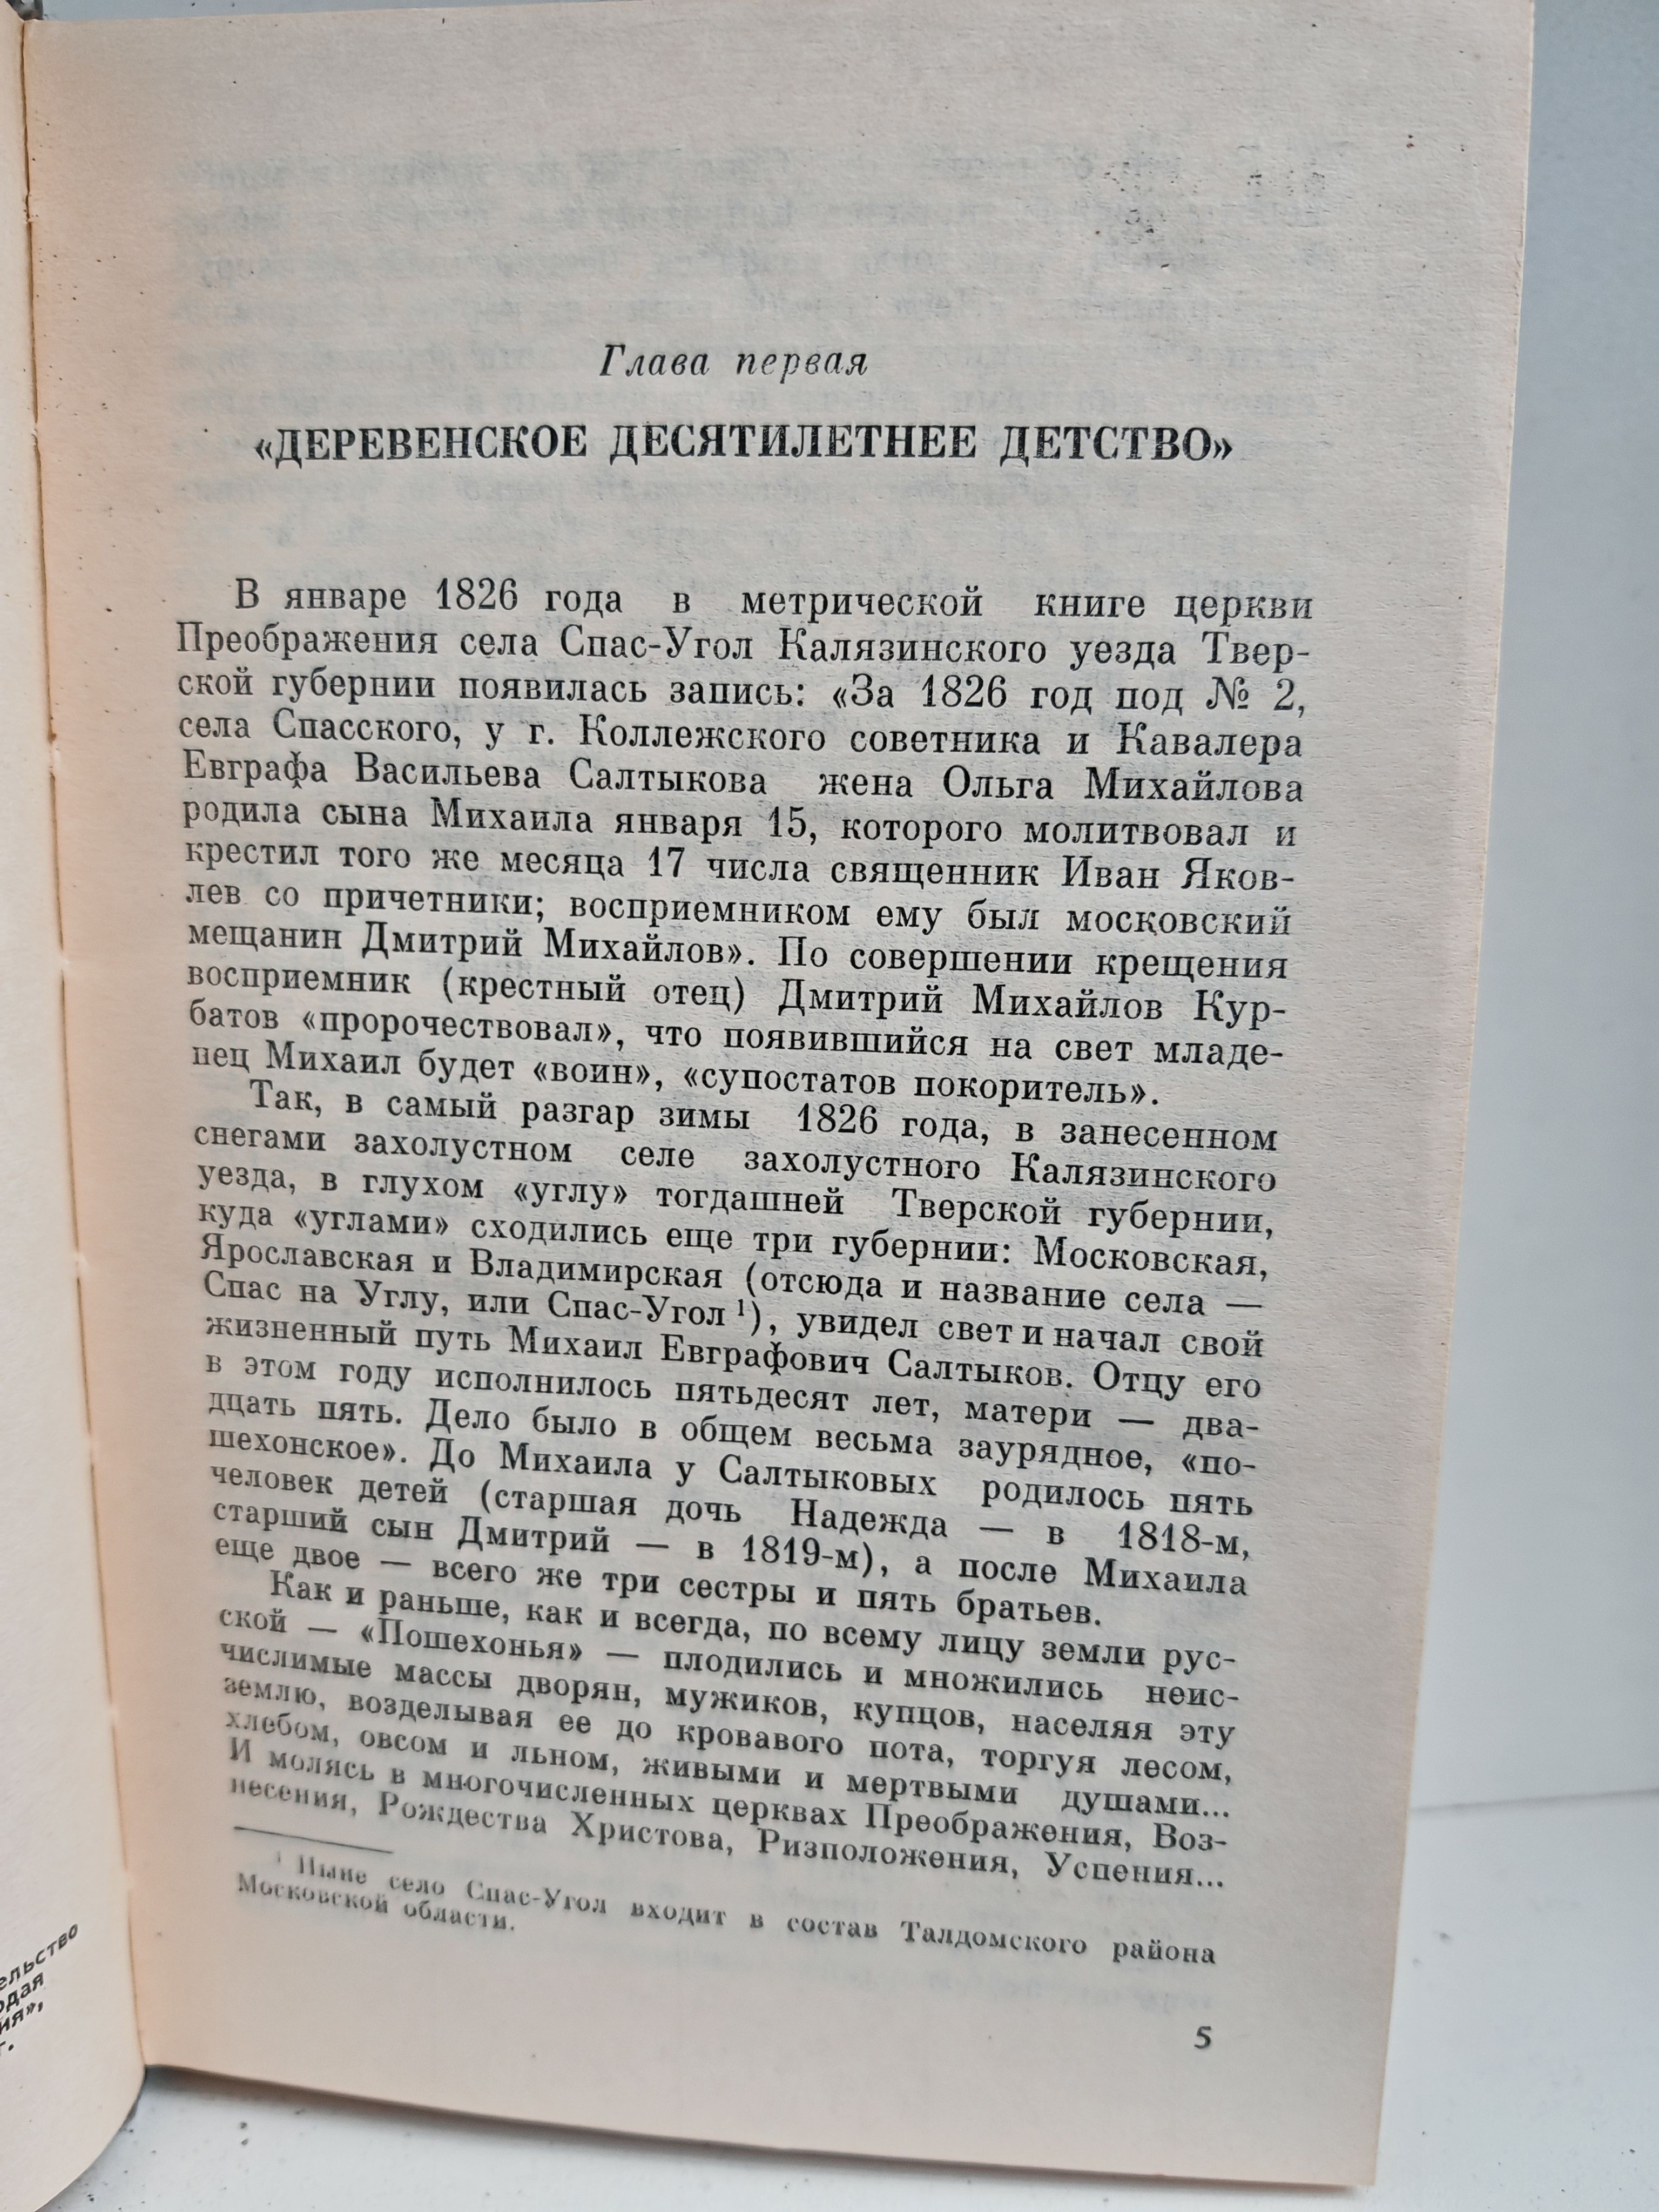 Глава первая
«ДЕРЕВЕНСКОЕ ДЕСЯТИЛЕТНЕЕ ДЕТСТВО»
В январе 1826 года в метрической книге церкви
Преображения села Спас-Угол Калязинского уезда Твер-
ской губернии появилась запись: «За 1826 год под № 2,
села Спасского, у г. Коллежского советника и Кавалера
Евграфа Васильева Салтыкова жена Ольга Михайлова
родила сына Михаила января 15, которого молитвовал и
крестил того же месяца 17 числа священник Иван Яков-
лев со причетники; восприемником ему был московский
мещанин Дмитрий Михайлов». По совершении крещения
восприемник (крестный отец) Дмитрий Михайлов Кур-
батов «пророчествовал», что появившийся на свет младе-
нец Михаил будет «воин», «супостатов покоритель».
Так, в самый разгар зимы 1826 года, в занесенном
снегами захолустном селе захолустного Калязинского
уезда, в глухом «углу» тогдашней Тверской губернии,
куда «углами» сходились еще три губернии: Московская,
Ярославская и Владимирская (отсюда и название села —
Спас на Углу, или Спас-Угол ¹), увидел свет и начал свой
жизненный путь Михаил Евграфович Салтыков. Отцу его
в этом году исполнилось пятьдесят лет, матери — два-
дцать пять. Дело было в общем весьма заурядное, «по-
шехонское». До Михаила у Салтыковых родилось пять
человек детей (старшая дочь Надежда — в 1818-м,
старший сын Дмитрий — в 1819-м), а после Михаила
еще двое — всего же три сестры и пять братьев.
Как и раньше, как и всегда, по всему лицу земли рус-
ской — «Пошехонья» — плодились и множились неис-
числимые массы дворян, мужиков, купцов, населяя эту
землю, возделывая ее до кровавого пота, торгуя лесом,
хлебом, овсом и льном, живыми и мертвыми душами...
И молясь в многочисленных церквах Преображения, Воз-
несения, Рождества Христова, Ризположения, Успения...
¹ Ныне село Спас-Угол входит в состав Талдомского района
Московской области.
5